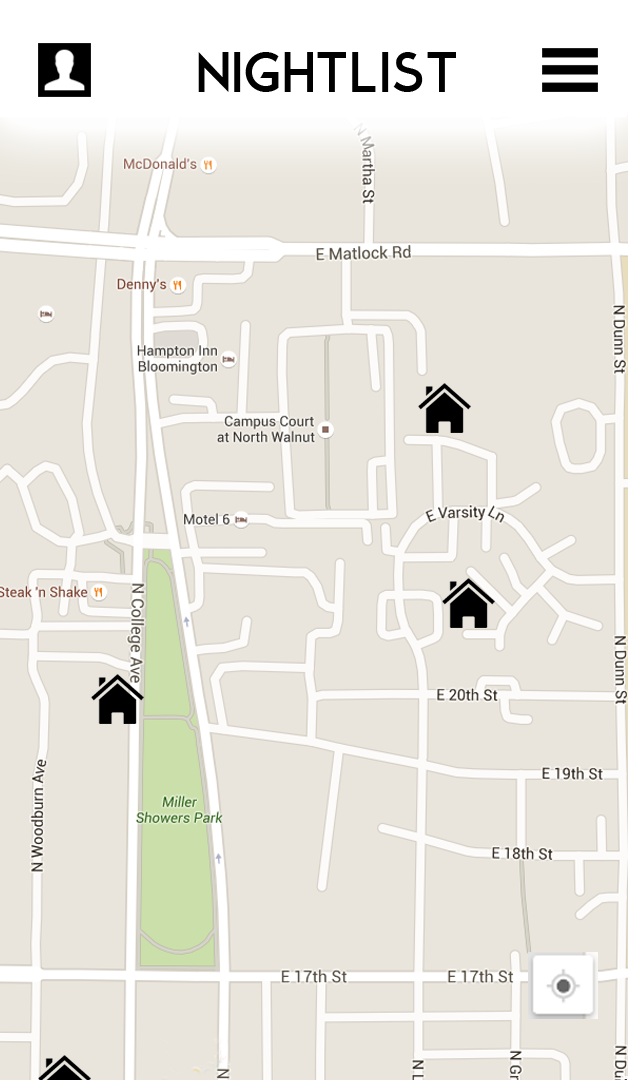 NIGHTLIST
N Martha St
McDonald's
E Matlock Rd
Denny's
N Dunn St
Hampton Inn
Bloomington
Campus Court
at North Walnut
E Varsity Ln
Motel 6
Steak 'n Shake
N College Ave
N Dunn St
E 20th St
N Woodburn Ave
E 19th St
Miller
Showers Park
E 18th St
E 17th St
E 17th St
N
N L
N Gr
N Du